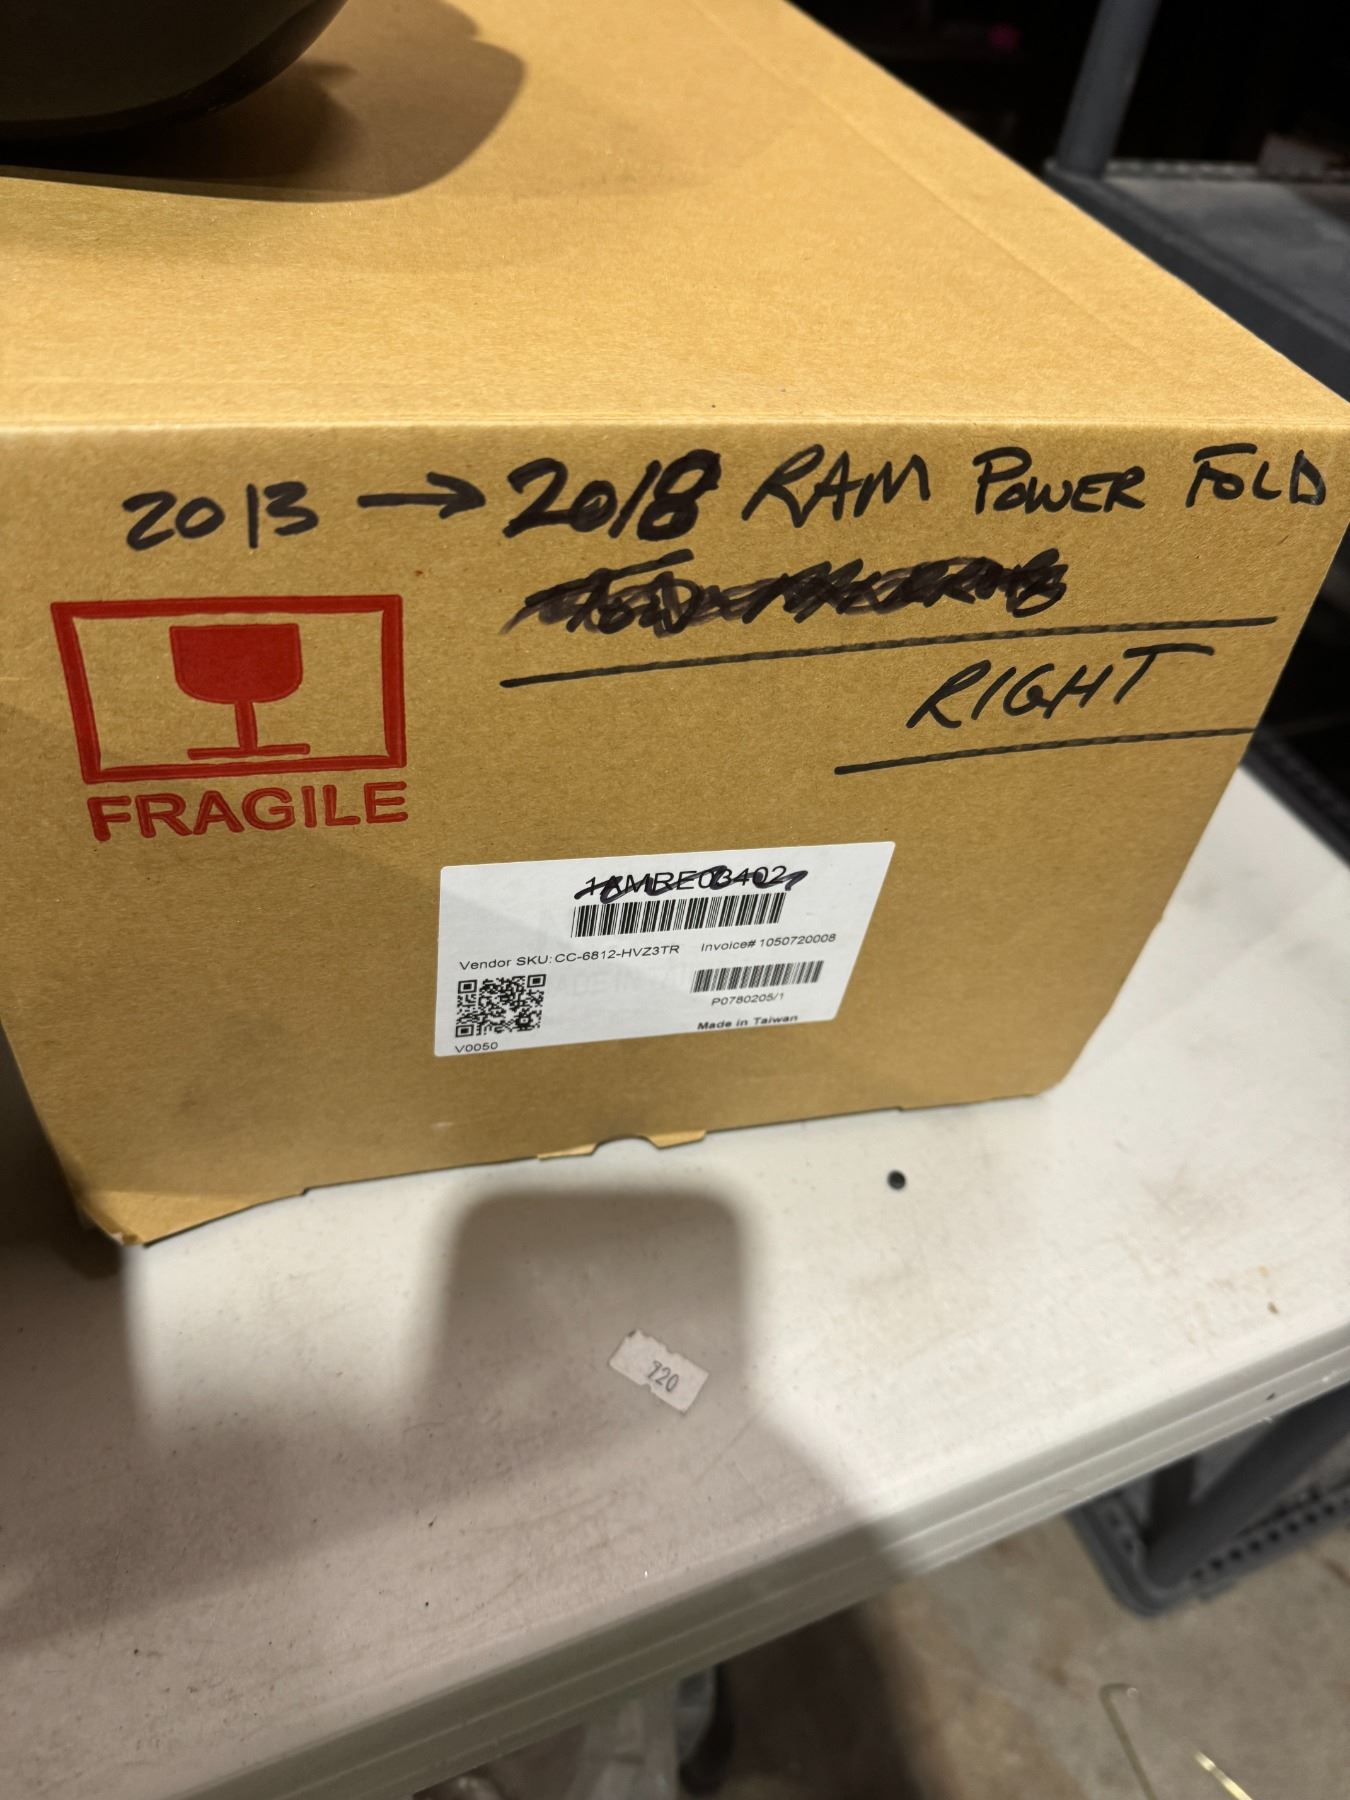 2013 → 2018 RAM POWER FOLD
RIGHT
FRAGILE
1AMRE03402
Vendor SKU: CC-6812-HVZ3TR Invoice# 1050720008
P0780205/1
Made in Taiwan
V0050
720